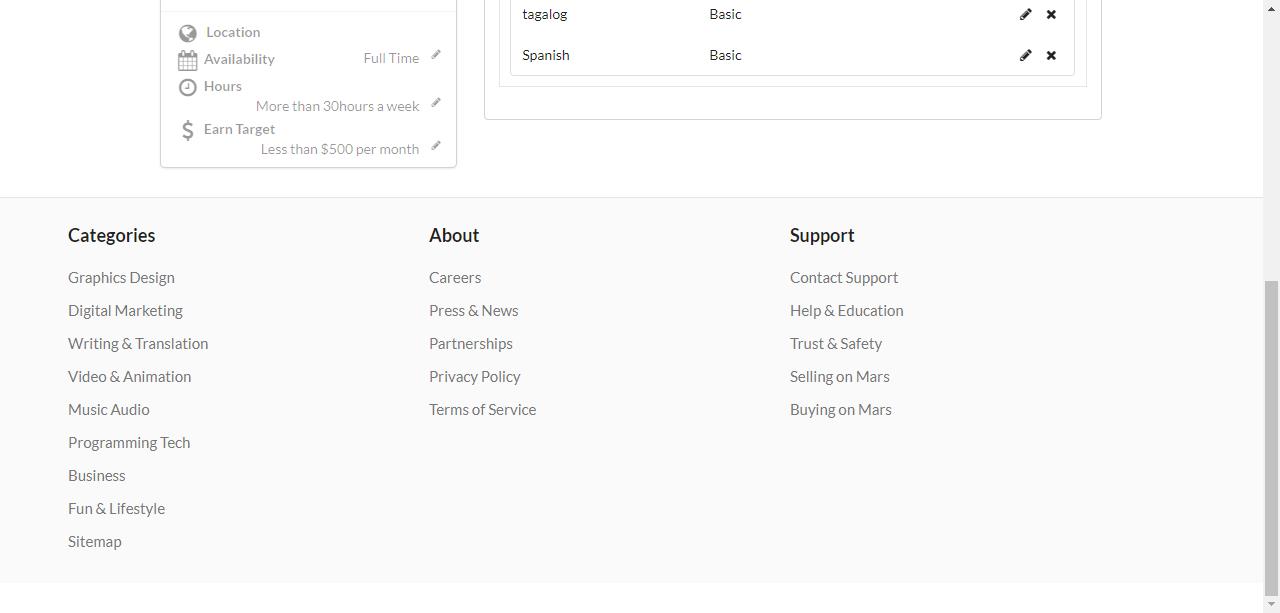 Location
Availability Full Time
Hours
More than 30hours a week
Earn Target
Less than $500 per month
tagalog Basic
Spanish Basic
Categories
Graphics Design
Digital Marketing
Writing & Translation
Video & Animation
Music Audio
Programming Tech
Business
Fun & Lifestyle
Sitemap
About
Careers
Press & News
Partnerships
Privacy Policy
Terms of Service
Support
Contact Support
Help & Education
Trust & Safety
Selling on Mars
Buying on Mars